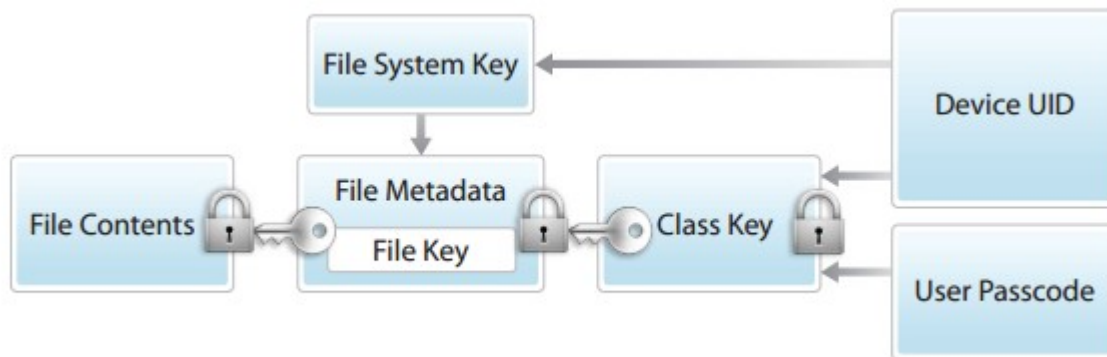 File System Key
Device UID
File Contents
File Metadata
File Key
Class Key
User Passcode